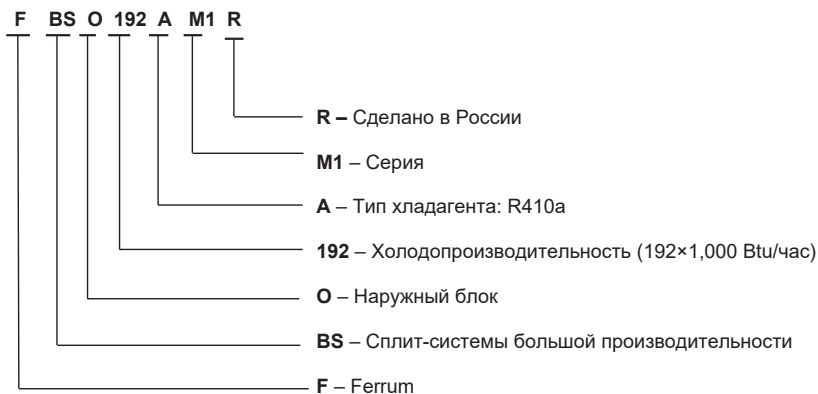 F BS O 192 A M1 R
R – Сделано в России
M1 – Серия
A – Тип хладагента: R410a
192 – Холодопроизводительность (192×1,000 Btu/час)
O – Наружный блок
BS – Сплит-системы большой производительности
F – Ferrum